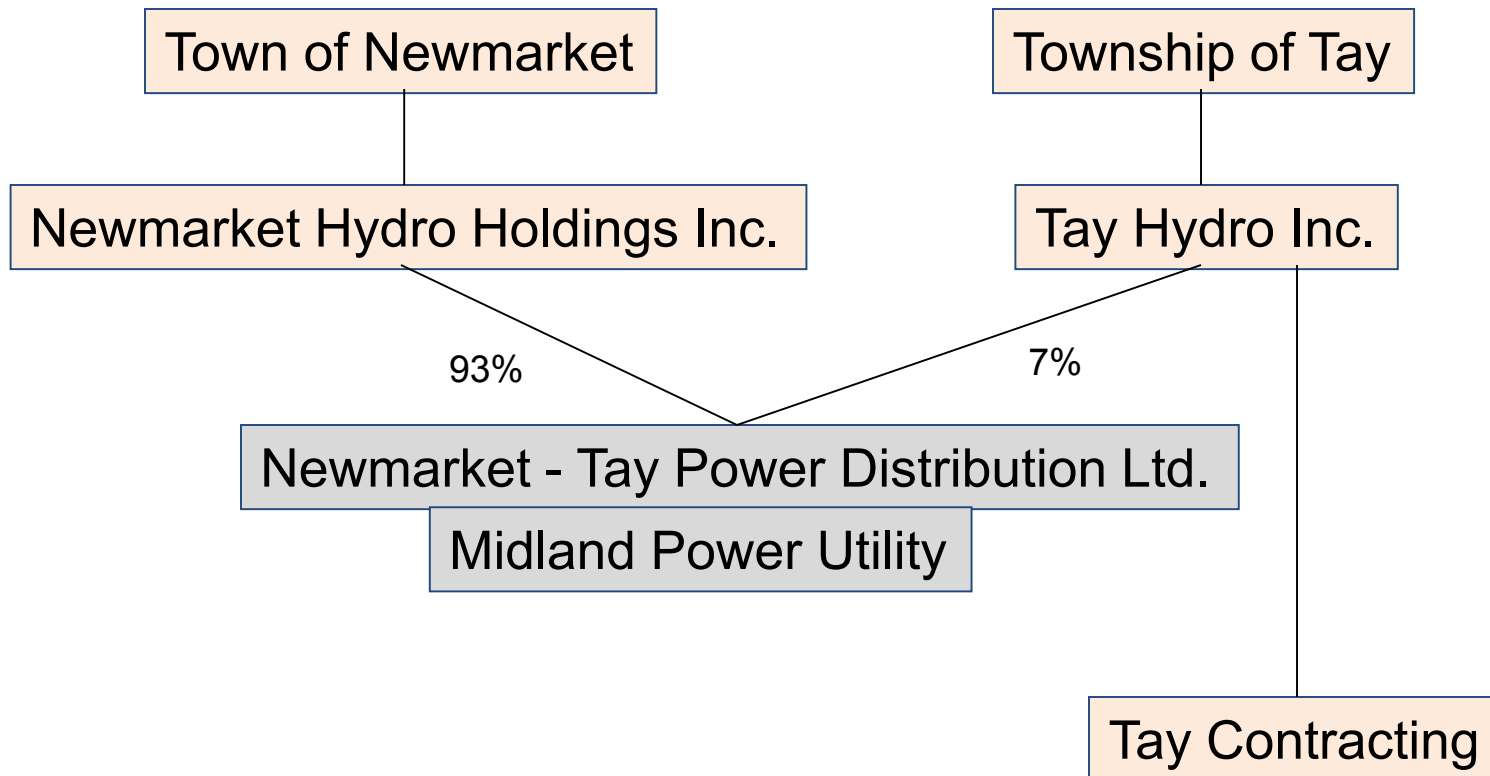 Town of Newmarket
Township of Tay
Newmarket Hydro Holdings Inc.
Tay Hydro Inc.
93%
7%
Newmarket - Tay Power Distribution Ltd.
Midland Power Utility
Tay Contracting